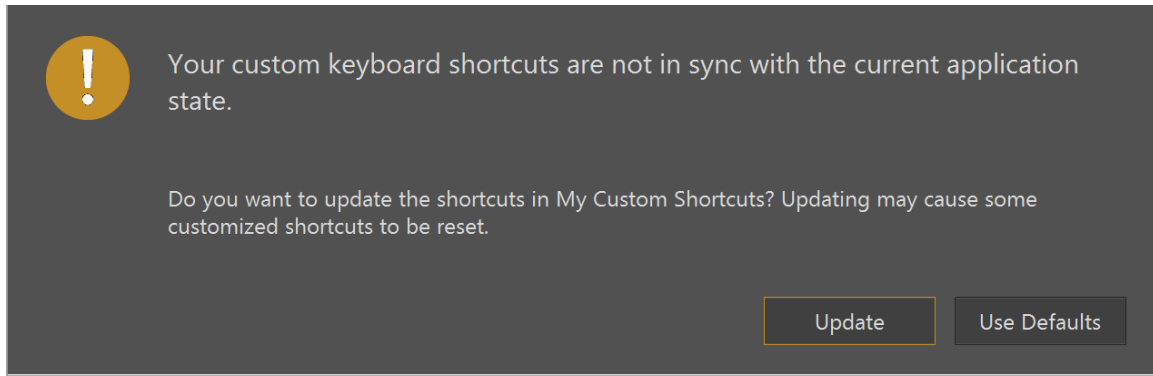 Your custom keyboard shortcuts are not in sync with the current application
state.
Do you want to update the shortcuts in My Custom Shortcuts? Updating may cause some
customized shortcuts to be reset.
Update
Use Defaults